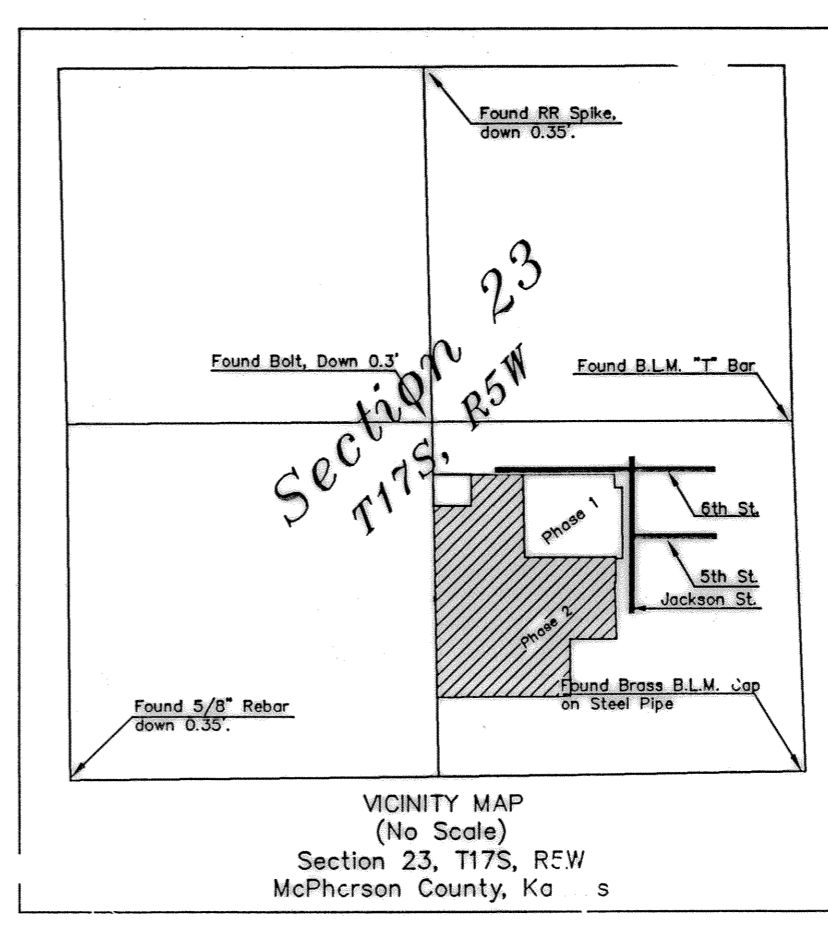 Found RR Spike,
down 0.35'.
Section 23
T17S, R5W
Found Bolt, Down 0.3'
Found B.L.M. "T" Bar
6th St.
Phase 1
5th St.
Jackson St.
Phase 2
Found Brass B.L.M. Cap
on Steel Pipe
Found 5/8" Rebar
down 0.35'.
VICINITY MAP
(No Scale)
Section 23, T17S, R5W
McPherson County,